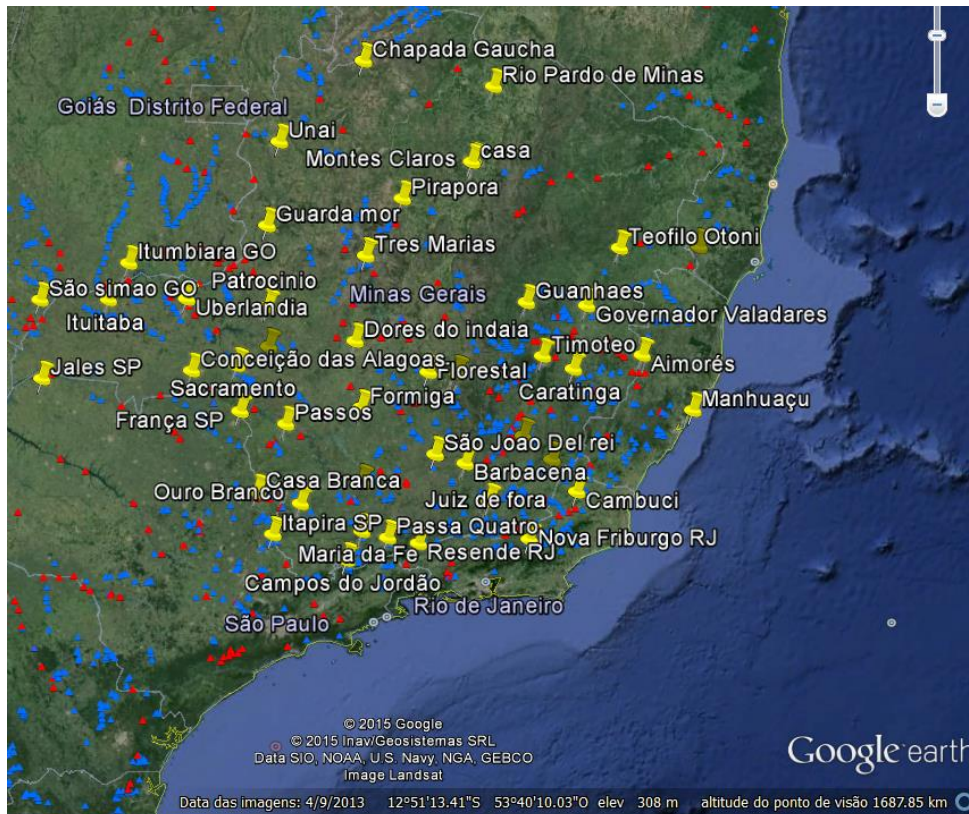 Chapada Gaucha
Rio Pardo de Minas
Goiás Distrito Federal
Unai
Montes Claros
casa
Pirapora
Guarda mor
Teofilo Otoni
Itumbiara GO
Tres Marias
Patrocinio
São simao GO
Minas Gerais
Guanhaes
Uberlandia
Governador Valadares
Ituitaba
Dores do indaia
Timoteo
Conceição das Alagoas
Aimorés
Jales SP
Florestal
Sacramento
Caratinga
Formiga
Manhuaçu
França SP
Passos
São Joao Del rei
Barbacena
Casa Branca
Ouro Branco
Juiz de fora
Cambuci
Itapira SP
Passa Quatro
Nova Friburgo RJ
Maria da Fe
Resende RJ
Campos do Jordão
Rio de Janeiro
São Paulo
© 2015 Google
© 2015 Inav/Geosistemas SRL
Data SIO, NOAA, U.S. Navy, NGA, GEBCO
Image Landsat
Google earth
Data das imagens: 4/9/2013 12°51'13.41"S 53°40'10.03"O elev 308 m altitude do ponto de visão 1687.85 km